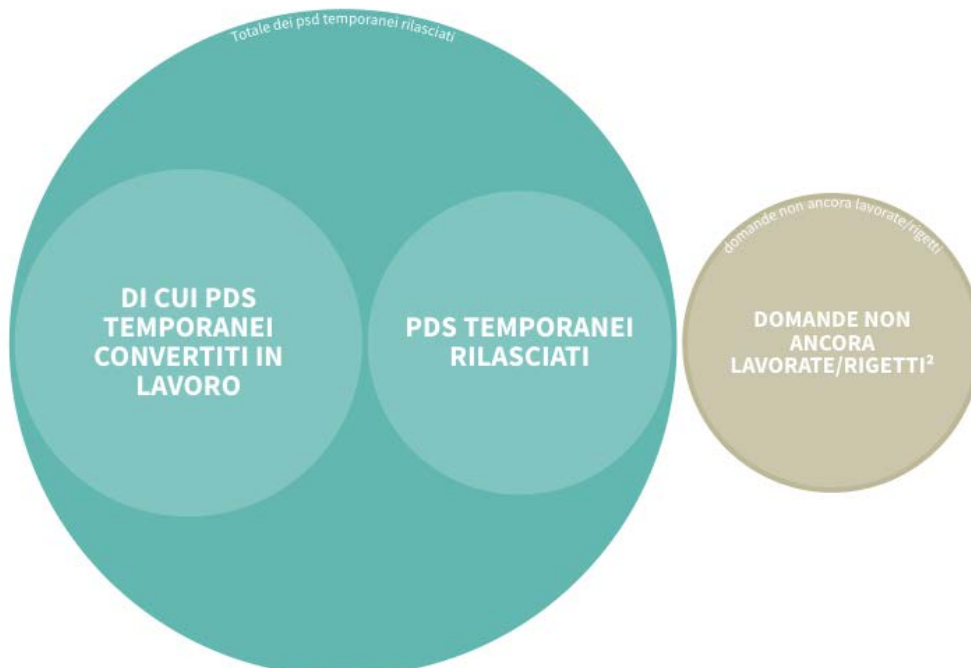 Totale dei psd temporanei rilasciati
DI CUI PDS
TEMPORANEI
CONVERTITI IN
LAVORO
PDS TEMPORANEI
RILASCIATI
domande non ancora lavorate/rigetti
DOMANDE NON
ANCORA
LAVORATE/RIGETTI²